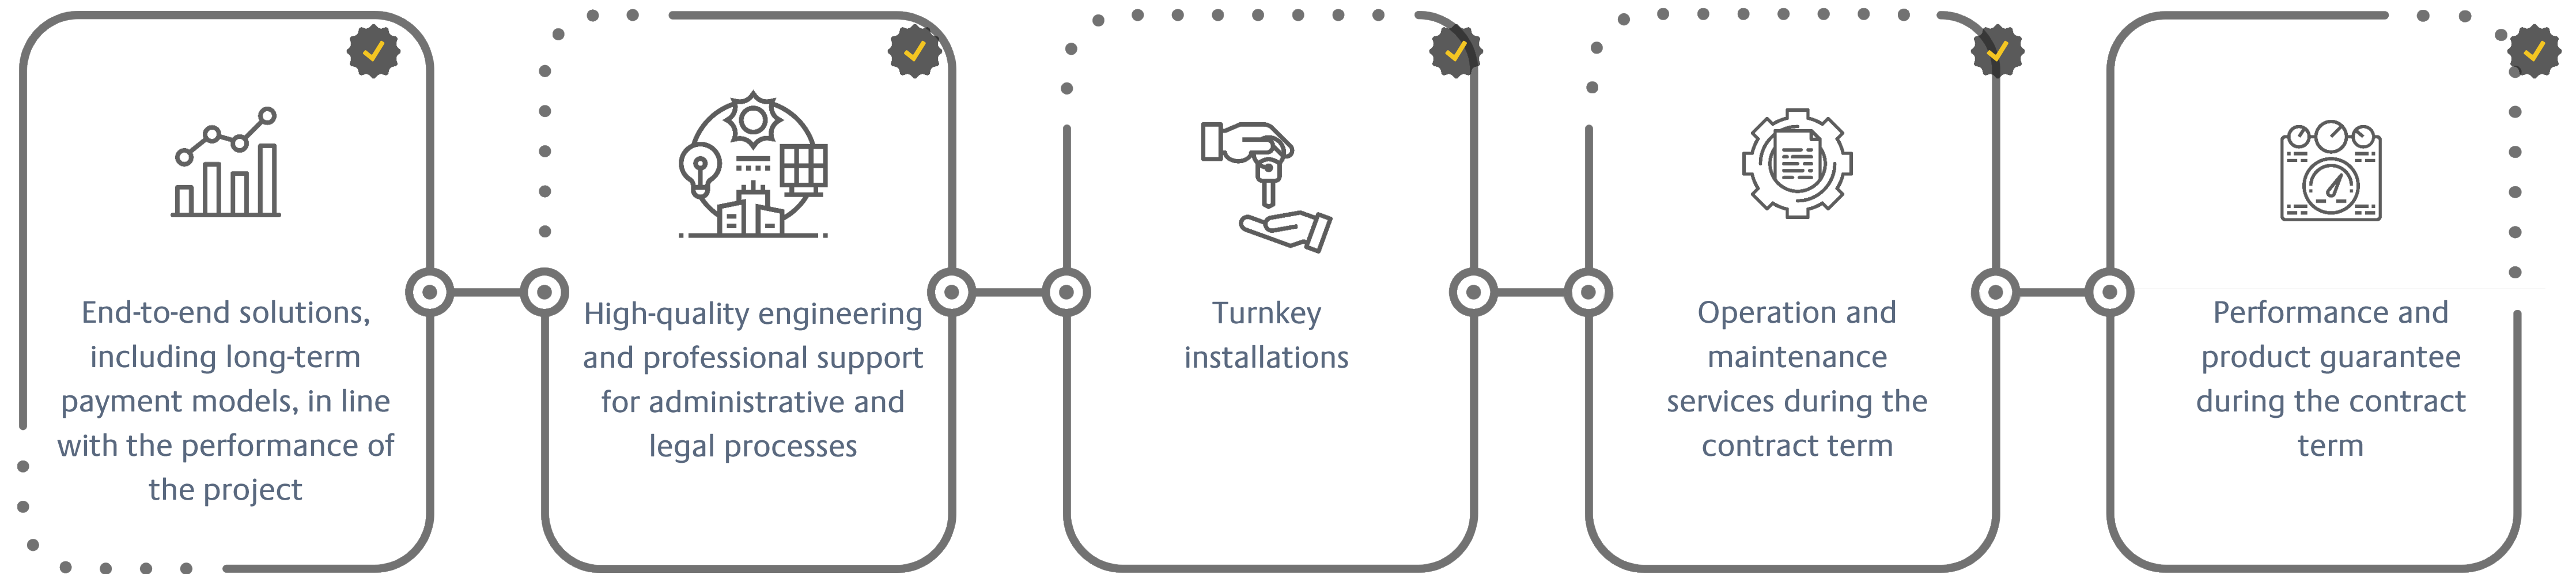 End-to-end solutions,
including long-term
payment models, in line
with the performance of
the project
High-quality engineering
and professional support
for administrative and
legal processes
Turnkey
installations
Operation and
maintenance
services during the
contract term
Performance and
product guarantee
during the contract
term